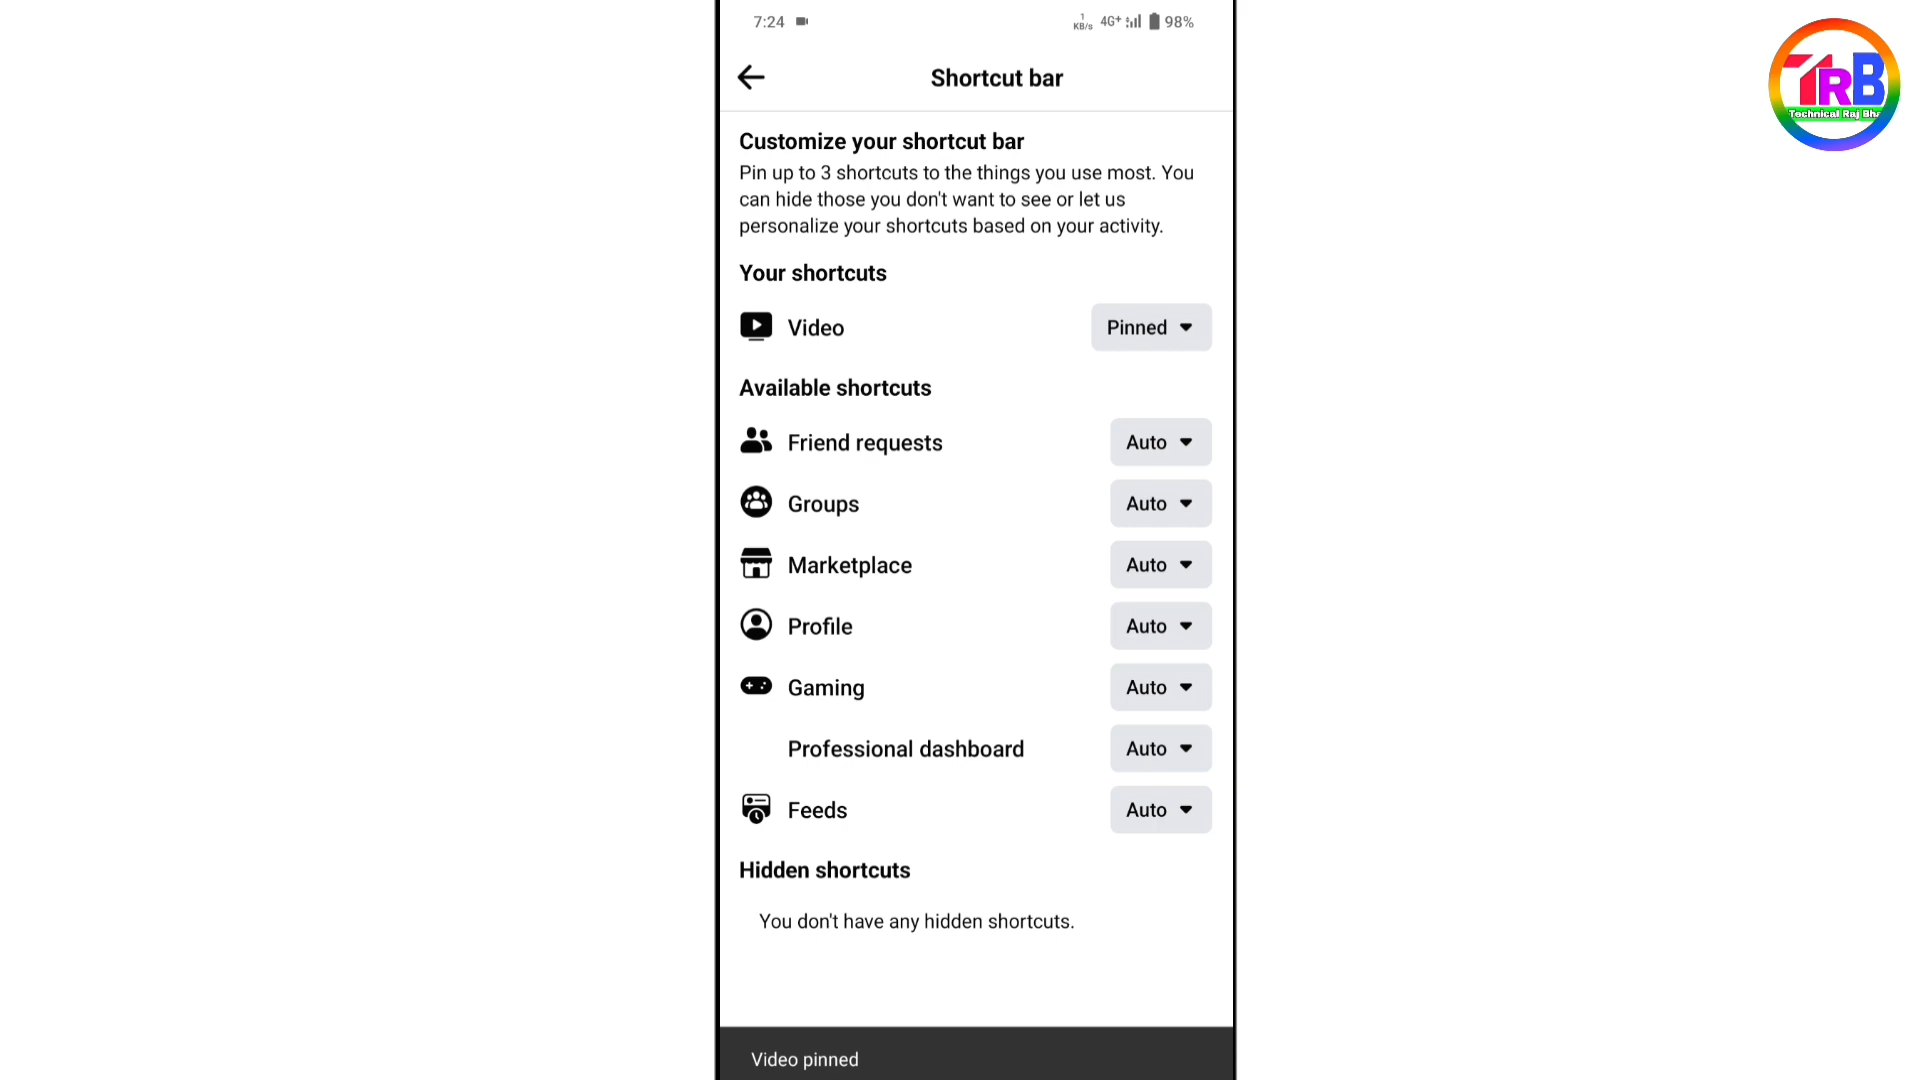 7:24
1
KB/s
4G+
98%
TRB
Technical Raj Bha
Shortcut bar
Customize your shortcut bar
Pin up to 3 shortcuts to the things you use most. You
can hide those you don't want to see or let us
personalize your shortcuts based on your activity.
Your shortcuts
Video
Pinned
Available shortcuts
Friend requests
Auto
Groups
Auto
Marketplace
Auto
Profile
Auto
Gaming
Auto
Professional dashboard
Auto
Feeds
Auto
Hidden shortcuts
You don't have any hidden shortcuts.
Video pinned